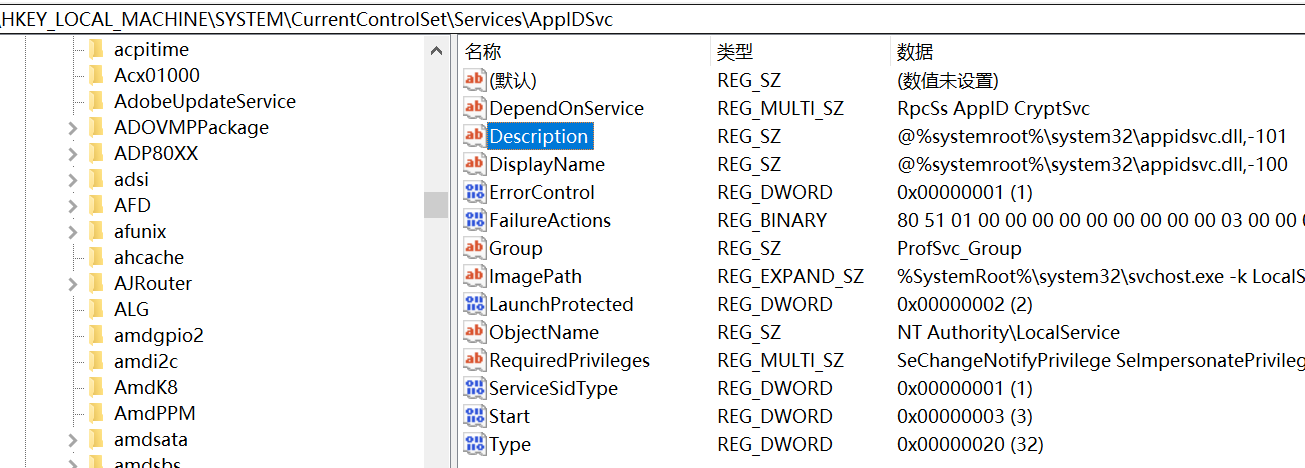 \HKEY_LOCAL_MACHINE\SYSTEM\CurrentControlSet\Services\AppIDSvc
acpitime
Acx01000
AdobeUpdateService
ADOVMPPackage
ADP80XX
adsi
AFD
afunix
ahcache
AJRouter
ALG
amdgpio2
amdi2c
AmdK8
AmdPPM
amdsata
amdsbs
名称 类型 数据
(默认) REG_SZ (数值未设置)
DependOnService REG_MULTI_SZ RpcSs AppID CryptSvc
Description REG_SZ @%systemroot%\system32\appidsvc.dll,-101
DisplayName REG_SZ @%systemroot%\system32\appidsvc.dll,-100
ErrorControl REG_DWORD 0x00000001 (1)
FailureActions REG_BINARY 80 51 01 00 00 00 00 00 00 00 00 00 03 00 00
Group REG_SZ ProfSvc_Group
ImagePath REG_EXPAND_SZ %SystemRoot%\system32\svchost.exe -k LocalS
LaunchProtected REG_DWORD 0x00000002 (2)
ObjectName REG_SZ NT Authority\LocalService
RequiredPrivileges REG_MULTI_SZ SeChangeNotifyPrivilege SeImpersonatePrivileg
ServiceSidType REG_DWORD 0x00000001 (1)
Start REG_DWORD 0x00000003 (3)
Type REG_DWORD 0x00000020 (32)